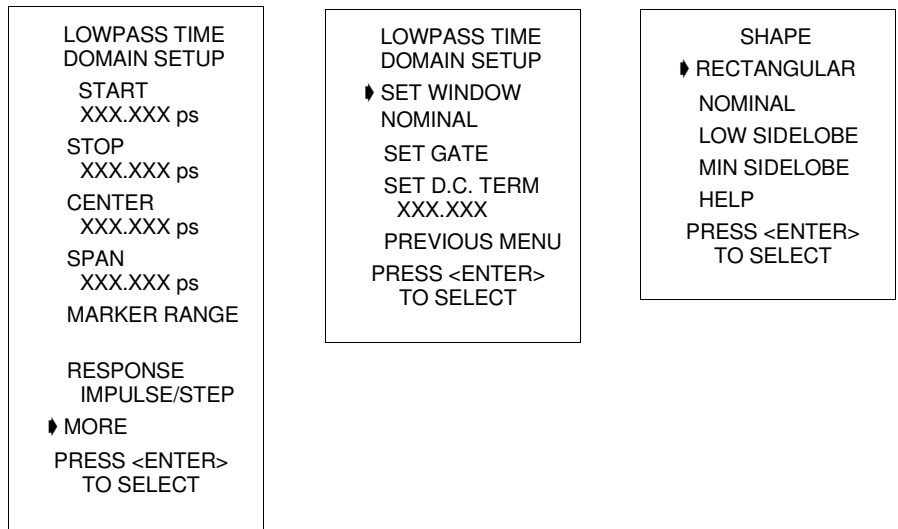 LOWPASS TIME
DOMAIN SETUP
START
XXX.XXX ps
STOP
XXX.XXX ps
CENTER
XXX.XXX ps
SPAN
XXX.XXX ps
MARKER RANGE
RESPONSE
IMPULSE/STEP
MORE
PRESS <ENTER>
TO SELECT
LOWPASS TIME
DOMAIN SETUP
SET WINDOW
NOMINAL
SET GATE
SET D.C. TERM
XXX.XXX
PREVIOUS MENU
PRESS <ENTER>
TO SELECT
SHAPE
RECTANGULAR
NOMINAL
LOW SIDELOBE
MIN SIDELOBE
HELP
PRESS <ENTER>
TO SELECT